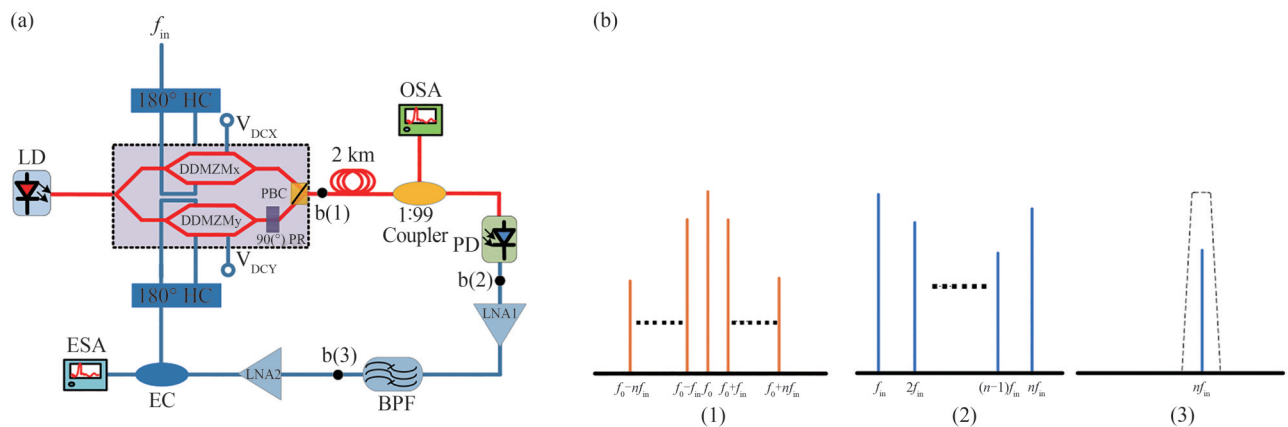 (a)
f_in
180° HC
V_DCX
OSA
LD
DDMZMx
2 km
PBC
b(1)
DDMZMy
1:99
Coupler
90(°) PR
PD
V_DCY
b(2)
180° HC
LNA1
ESA
b(3)
LNA2
EC
BPF
(b)
f_0−nf_in
f_0−f_in
f_0
f_0+f_in
f_0+nf_in
(1)
f_in
2f_in
(n−1)f_in
nf_in
(2)
nf_in
(3)